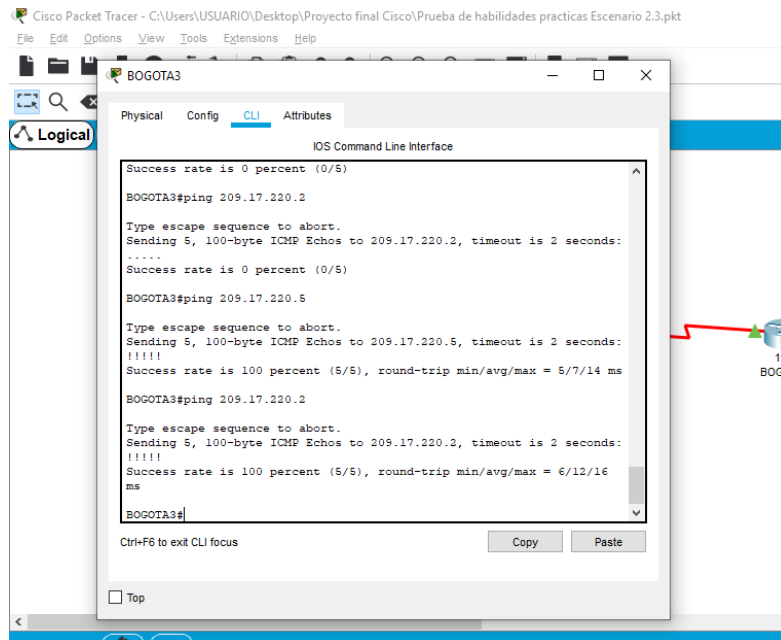 Cisco Packet Tracer - C:\Users\USUARIO\Desktop\Proyecto final Cisco\Prueba de habilidades practicas Escenario 2.3.pkt
File Edit Options View Tools Extensions Help
BOGOTA3
Physical Config CLI Attributes
Logical
IOS Command Line Interface
Success rate is 0 percent (0/5)
BOGOTA3#ping 209.17.220.2
Type escape sequence to abort.
Sending 5, 100-byte ICMP Echos to 209.17.220.2, timeout is 2 seconds:
.....
Success rate is 0 percent (0/5)
BOGOTA3#ping 209.17.220.5
Type escape sequence to abort.
Sending 5, 100-byte ICMP Echos to 209.17.220.5, timeout is 2 seconds:
!!!!!
Success rate is 100 percent (5/5), round-trip min/avg/max = 5/7/14 ms
BOGOTA3#ping 209.17.220.2
Type escape sequence to abort.
Sending 5, 100-byte ICMP Echos to 209.17.220.2, timeout is 2 seconds:
!!!!!
Success rate is 100 percent (5/5), round-trip min/avg/max = 6/12/16
ms
BOGOTA3#
Ctrl+F6 to exit CLI focus
Copy Paste
Top
1
BOG